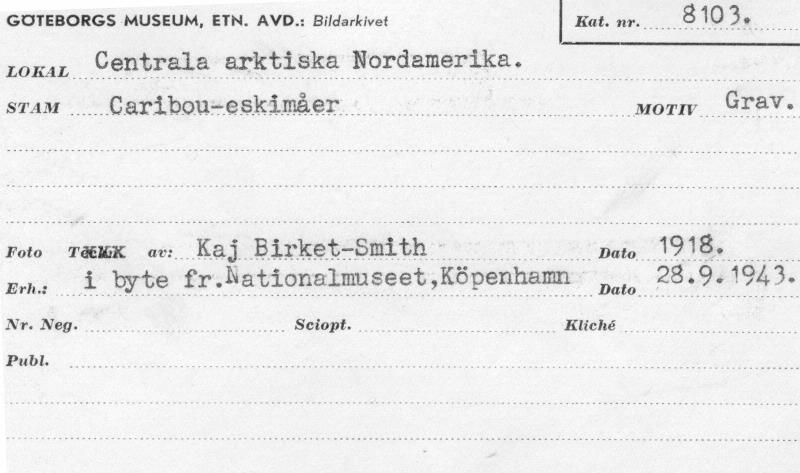 GÖTEBORGS MUSEUM, ETN. AVD.: Bildarkivet Kat. nr. 8103.
LOKAL Centrala arktiska Nordamerika.
STAM Caribou-eskimåer MOTIV Grav.
Foto Teckn. av: Kaj Birket-Smith Dato 1918.
Erh.: i byte fr.Nationalmuseet,Köpenhamn Dato 28.9.1943.
Nr. Neg. Sciopt. Kliché
Publ.